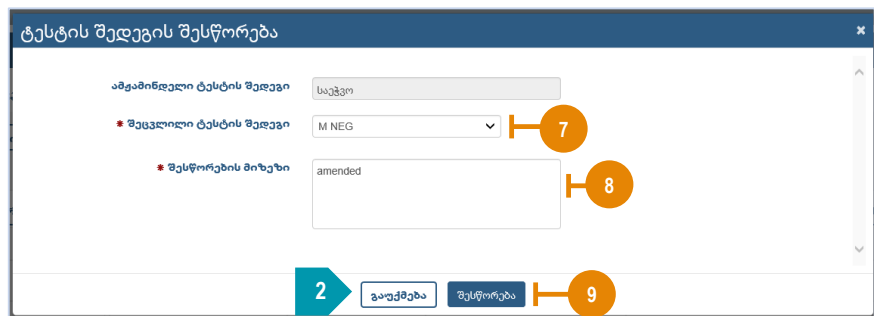 ტესტის შედეგის შესწორება ×
ამჟამინდელი ტესტის შედეგი საეჭვო
* შეცვლილი ტესტის შედეგი M NEG 7
* შესწორების მიზეზი amended 8
2 გაუქმება შესწორება 9